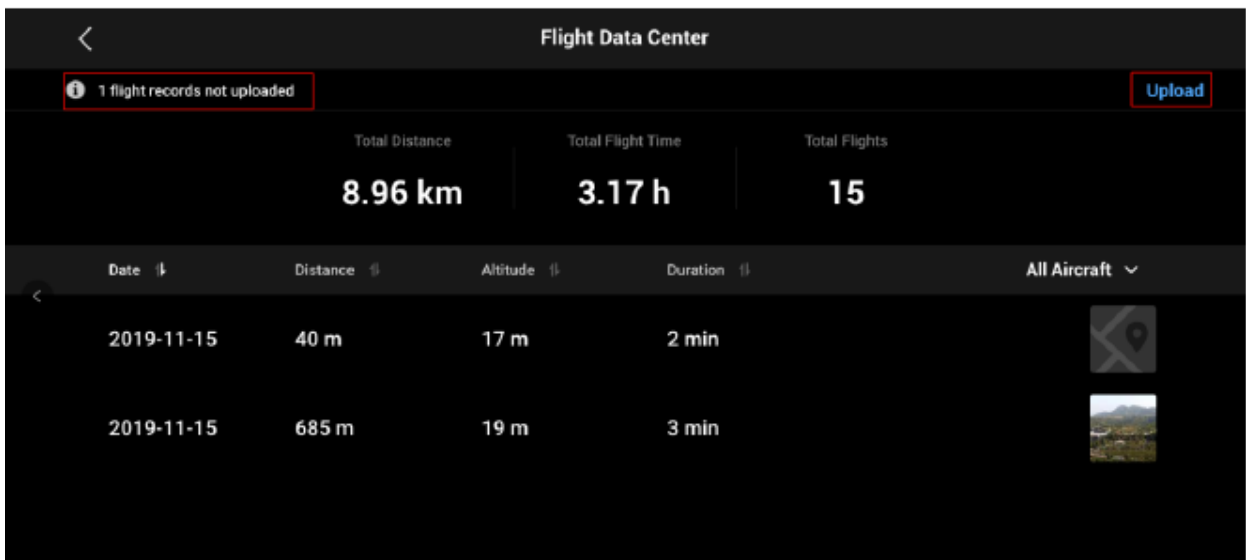 Flight Data Center
1 flight records not uploaded
Upload
Total Distance Total Flight Time Total Flights
8.96 km 3.17 h 15
Date Distance Altitude Duration All Aircraft
2019-11-15 40 m 17 m 2 min
2019-11-15 685 m 19 m 3 min